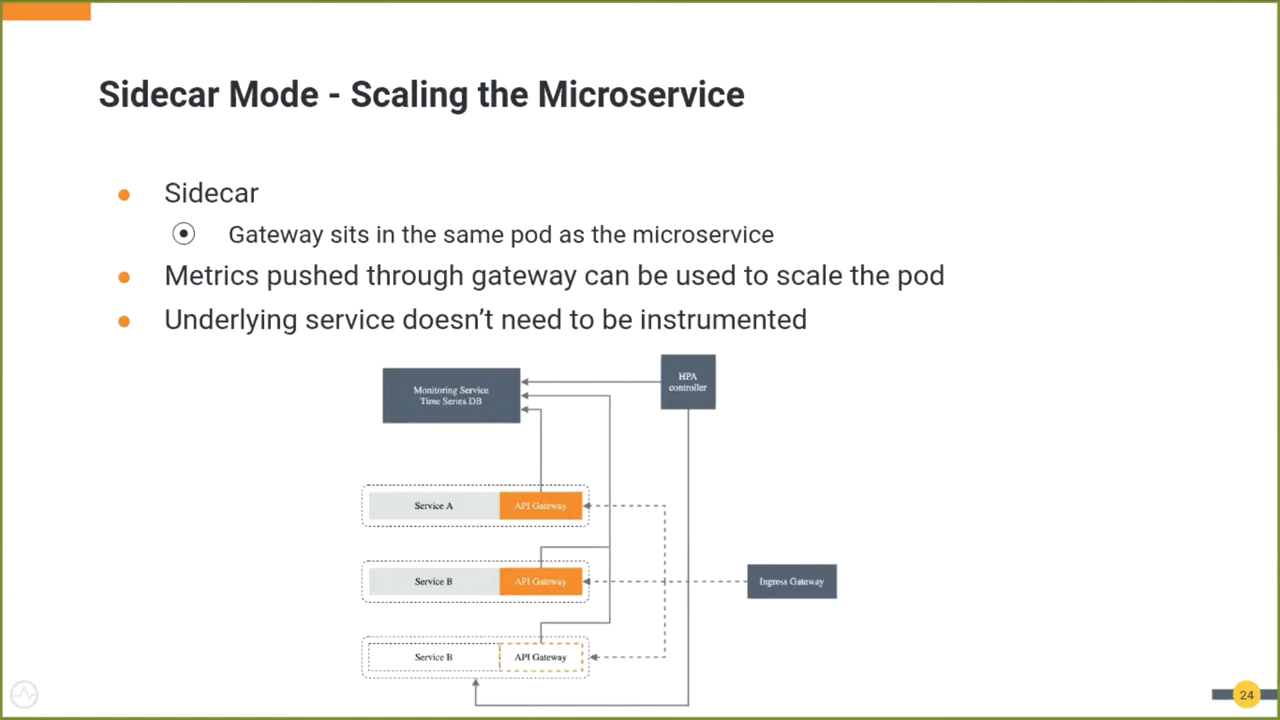 Sidecar Mode - Scaling the Microservice
Sidecar
Gateway sits in the same pod as the microservice
Metrics pushed through gateway can be used to scale the pod
Underlying service doesn’t need to be instrumented
Monitoring Service
Time Series DB
HPA
controller
Service A
API Gateway
Service B
API Gateway
Ingress Gateway
Service B
API Gateway
24